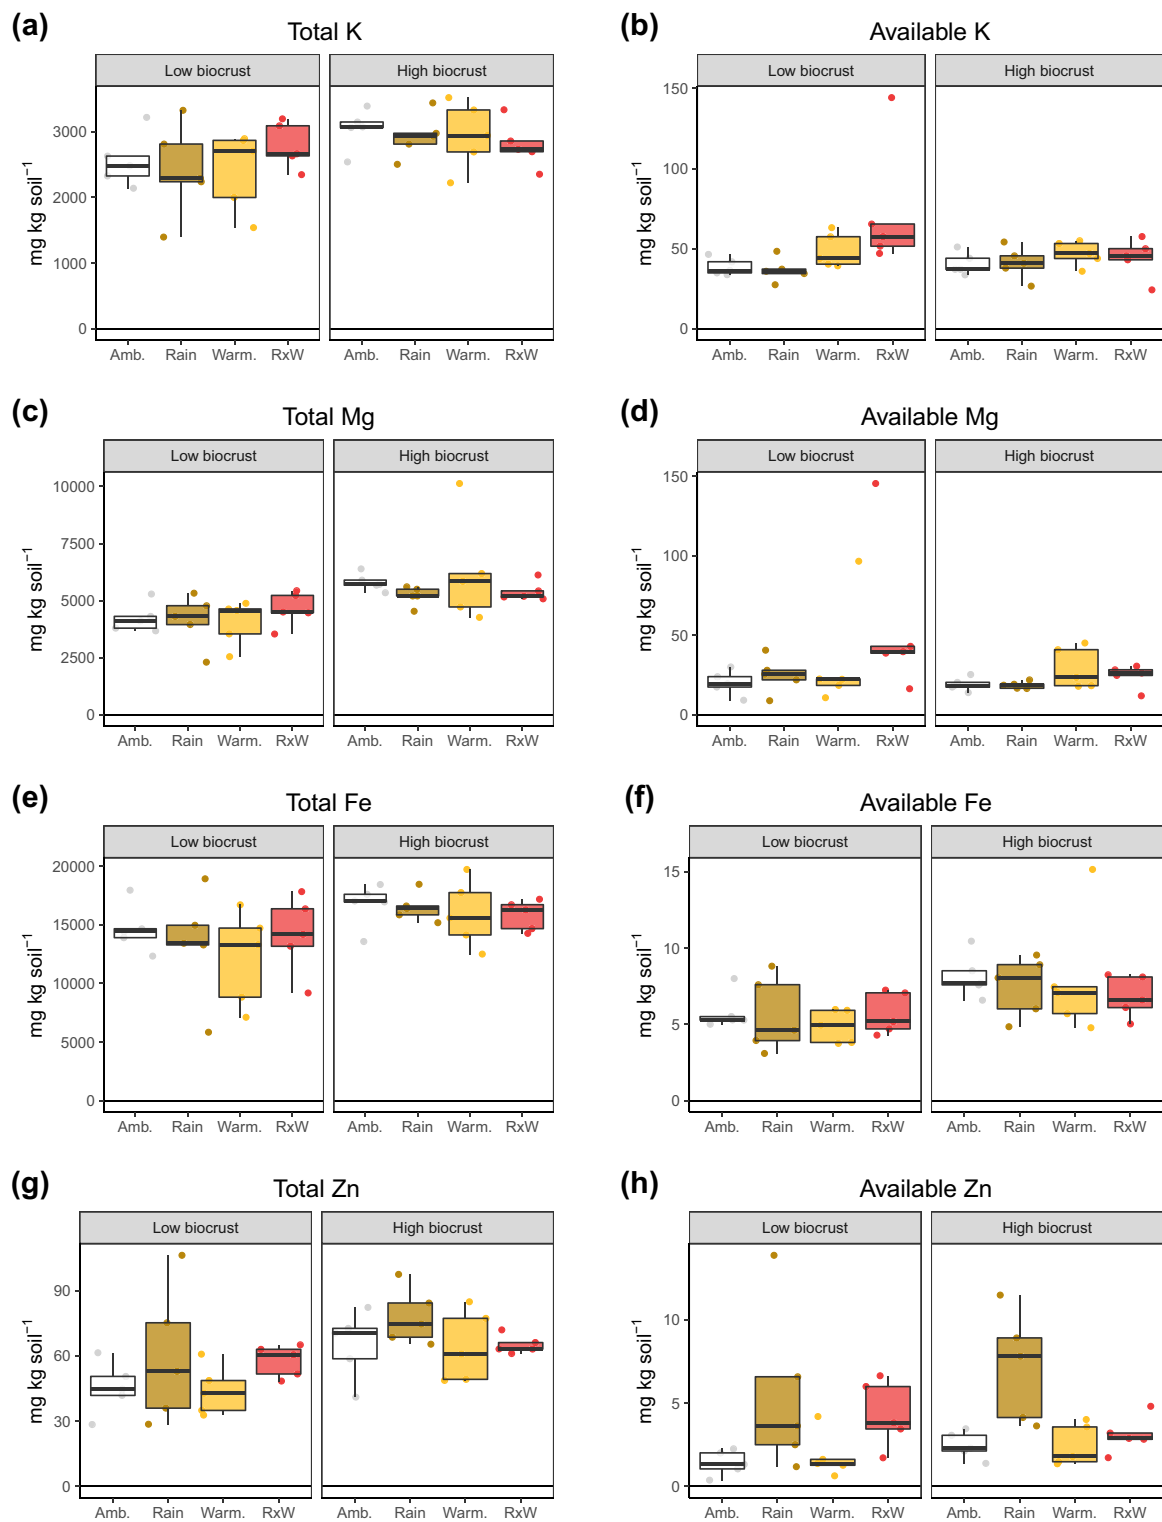 (a) Total K
Low biocrust High biocrust
mg kg soil⁻¹
3000
2000
1000
0
Amb. Rain Warm. RxW Amb. Rain Warm. RxW
(b) Available K
Low biocrust High biocrust
mg kg soil⁻¹
150
100
50
0
Amb. Rain Warm. RxW Amb. Rain Warm. RxW
(c) Total Mg
Low biocrust High biocrust
mg kg soil⁻¹
10000
7500
5000
2500
0
Amb. Rain Warm. RxW Amb. Rain Warm. RxW
(d) Available Mg
Low biocrust High biocrust
mg kg soil⁻¹
150
100
50
0
Amb. Rain Warm. RxW Amb. Rain Warm. RxW
(e) Total Fe
Low biocrust High biocrust
mg kg soil⁻¹
20000
15000
10000
5000
0
Amb. Rain Warm. RxW Amb. Rain Warm. RxW
(f) Available Fe
Low biocrust High biocrust
mg kg soil⁻¹
15
10
5
0
Amb. Rain Warm. RxW Amb. Rain Warm. RxW
(g) Total Zn
Low biocrust High biocrust
mg kg soil⁻¹
90
60
30
0
Amb. Rain Warm. RxW Amb. Rain Warm. RxW
(h) Available Zn
Low biocrust High biocrust
mg kg soil⁻¹
10
5
0
Amb. Rain Warm. RxW Amb. Rain Warm. RxW